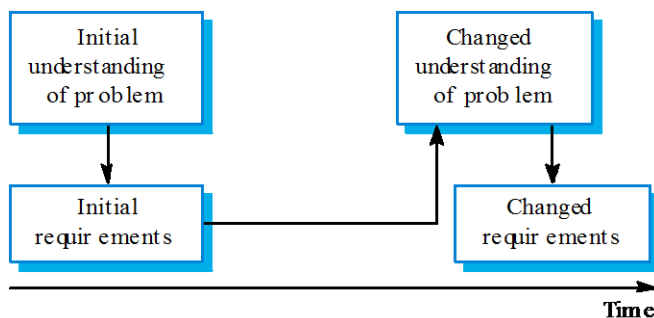 Initial
understanding
of problem
Changed
understanding
of problem
Initial
requirements
Changed
requirements
Time